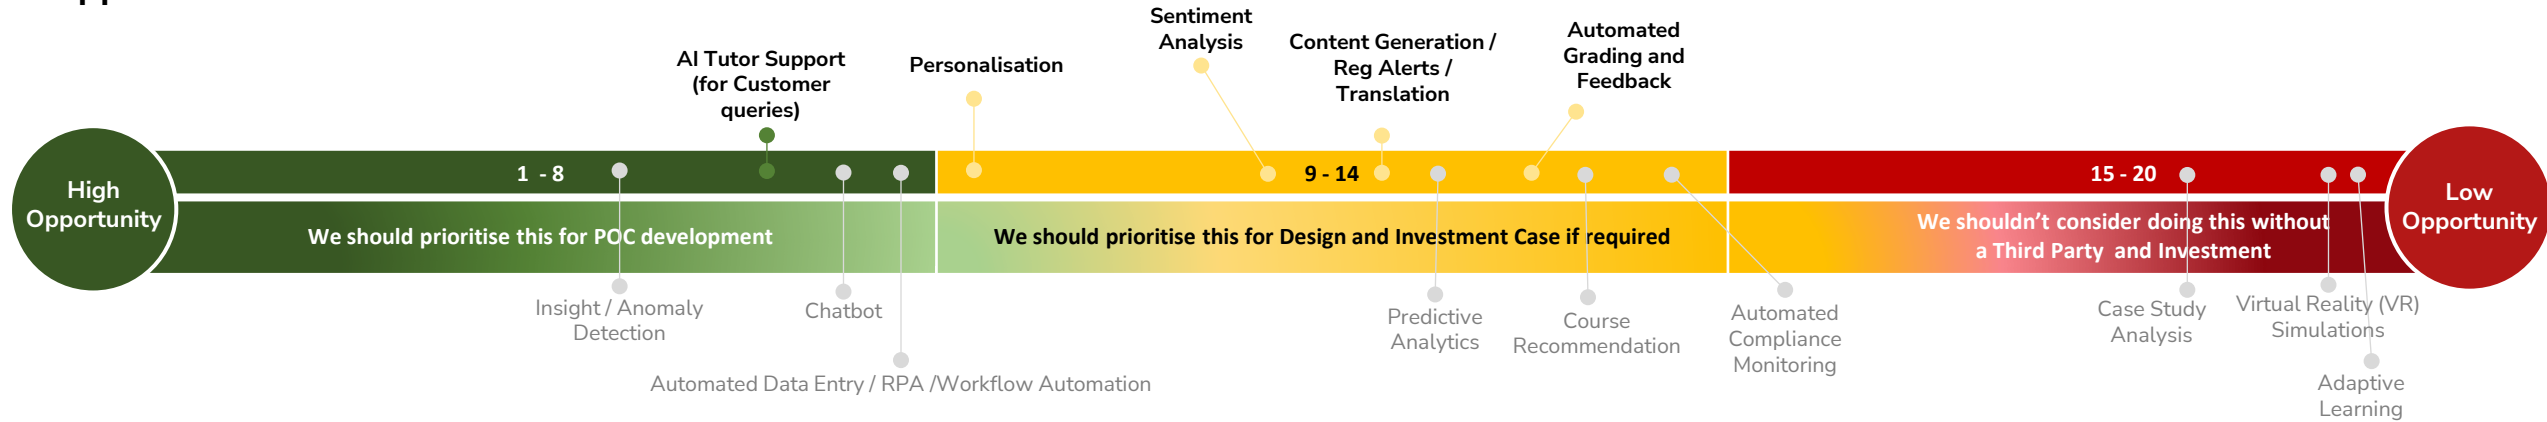 Sentiment
Analysis
Content Generation /
Reg Alerts /
Translation
Automated
Grading and
Feedback
AI Tutor Support
(for Customer
queries)
Personalisation
High
Opportunity
1 - 8
9 - 14
15 - 20
Low
Opportunity
We should prioritise this for POC development
We should prioritise this for Design and Investment Case if required
We shouldn’t consider doing this without
a Third Party and Investment
Insight / Anomaly
Detection
Chatbot
Automated Data Entry / RPA /Workflow Automation
Predictive
Analytics
Course
Recommendation
Automated
Compliance
Monitoring
Case Study
Analysis
Virtual Reality (VR)
Simulations
Adaptive
Learning